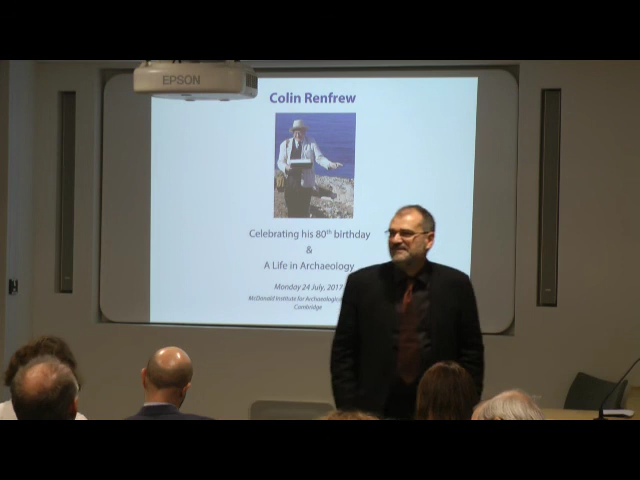 EPSON
Colin Renfrew
Celebrating his 80th birthday
&
A Life in Archaeology
Monday 24 July, 2017
McDonald Institute for Archaeological
Cambridge